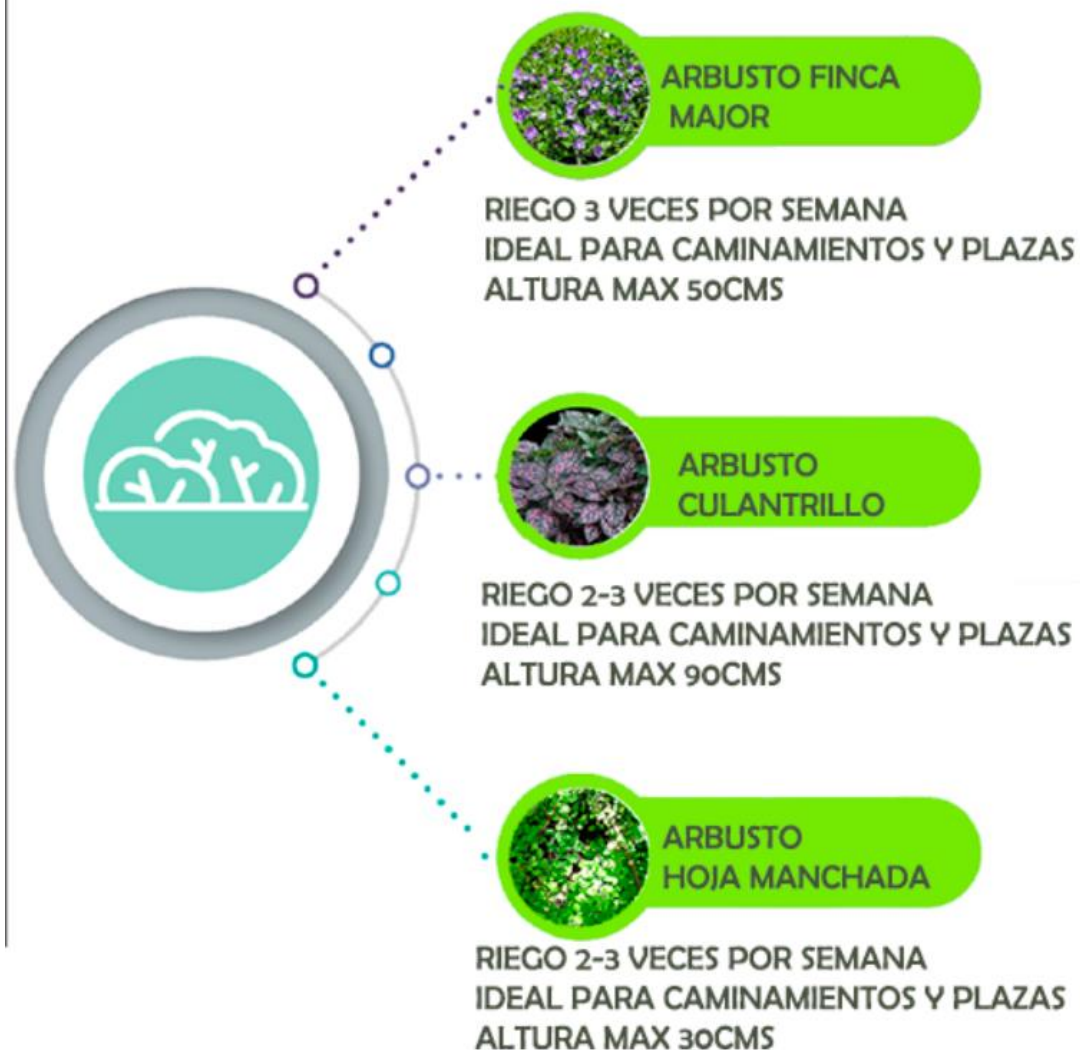 ARBUSTO FINCA
MAJOR
RIEGO 3 VECES POR SEMANA
IDEAL PARA CAMINAMIENTOS Y PLAZAS
ALTURA MAX 50CMS
ARBUSTO
CULANTRILLO
RIEGO 2-3 VECES POR SEMANA
IDEAL PARA CAMINAMIENTOS Y PLAZAS
ALTURA MAX 90CMS
ARBUSTO
HOJA MANCHADA
RIEGO 2-3 VECES POR SEMANA
IDEAL PARA CAMINAMIENTOS Y PLAZAS
ALTURA MAX 30CMS